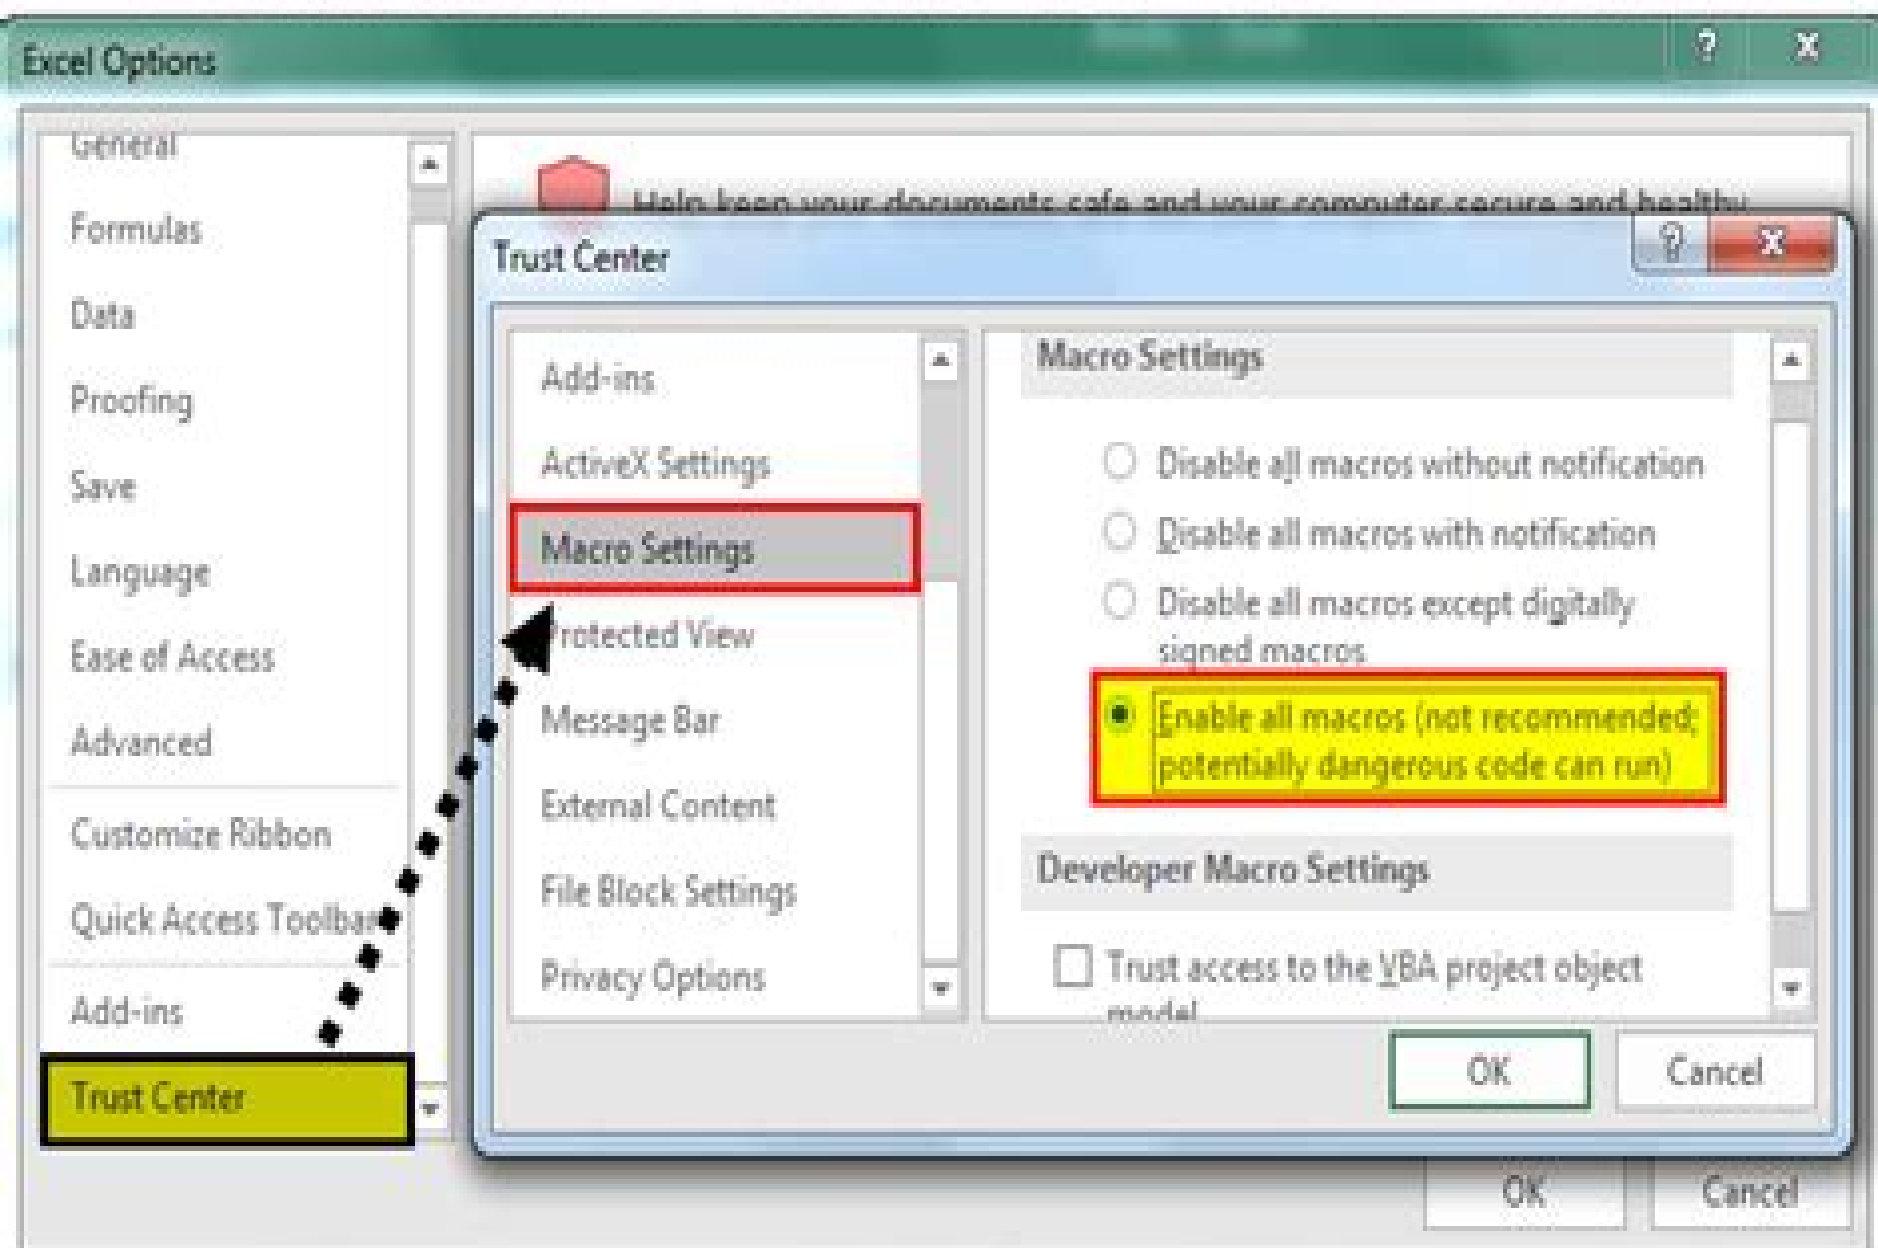 Excel Options
? x
General
Formulas
Data
Proofing
Save
Language
Ease of Access
Advanced
Customize Ribbon
Quick Access Toolbar
Add-ins
Trust Center
Help keep your documents safe and your computer secure and healthy
Trust Center
? x
Add-ins
ActiveX Settings
Macro Settings
Protected View
Message Bar
External Content
File Block Settings
Privacy Options
Macro Settings
Disable all macros without notification
Disable all macros with notification
Disable all macros except digitally
signed macros
Enable all macros (not recommended;
potentially dangerous code can run)
Developer Macro Settings
Trust access to the VBA project object
model
OK
Cancel
OK
Cancel